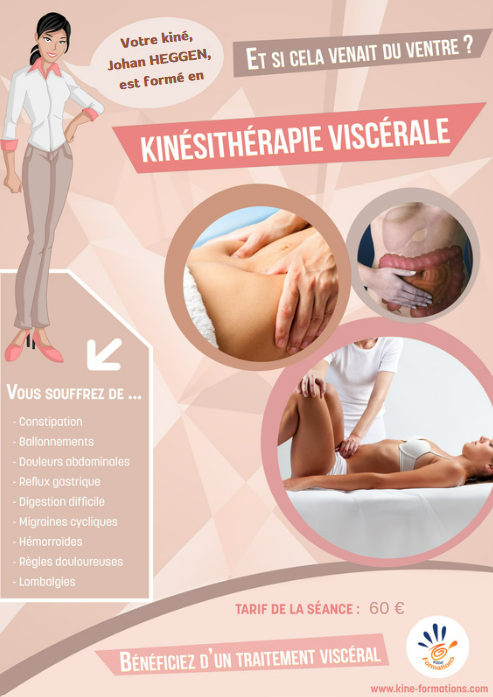 Votre kiné,
Johan HEGGEN,
est formé en
ET SI CELA VENAIT DU VENTRE ?
KINÉSITHÉRAPIE VISCÉRALE
VOUS SOUFFREZ DE ...
- Constipation
- Ballonnements
- Douleurs abdominales
- Reflux gastrique
- Digestion difficile
- Migraines cycliques
- Hémorroïdes
- Règles douloureuses
- Lombalgies
TARIF DE LA SÉANCE : 60 €
BÉNÉFICIEZ D'UN TRAITEMENT VISCÉRAL
Kiné
Formations
www.kine-formations.com